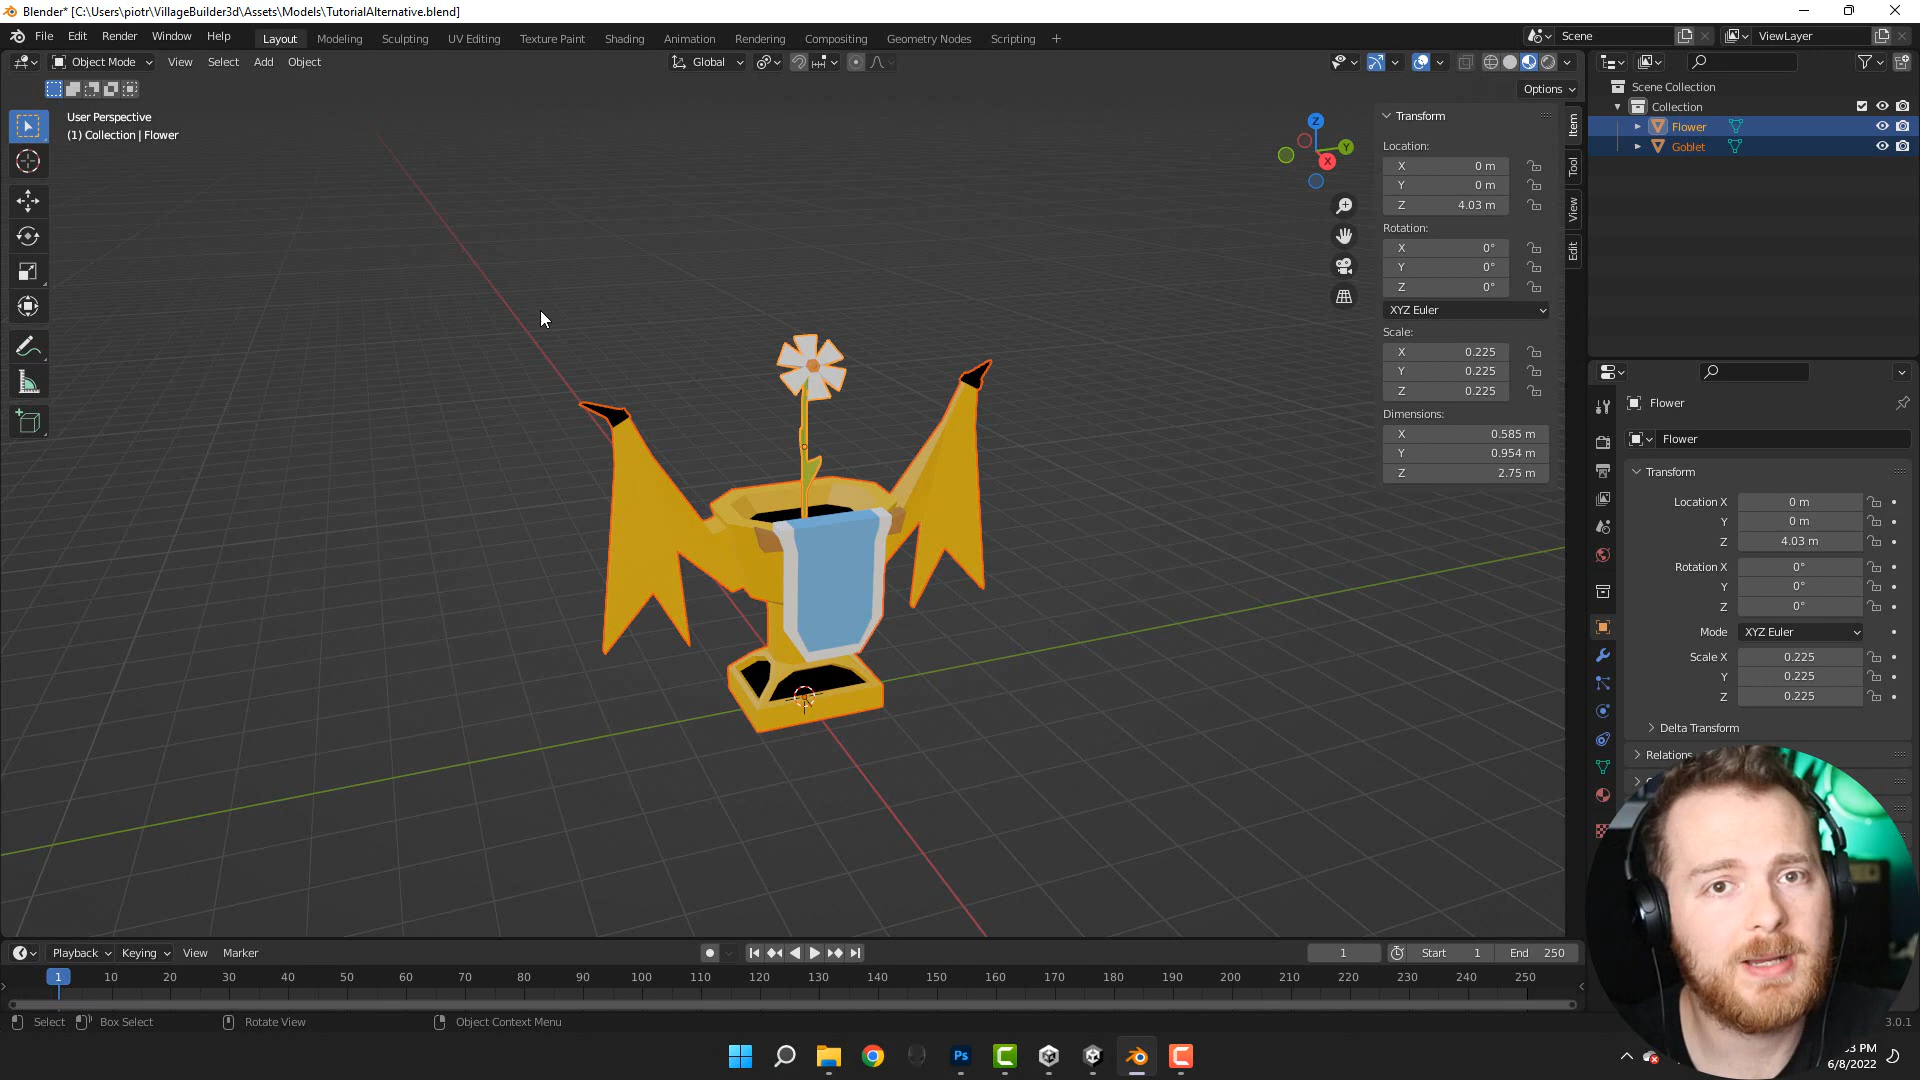 Blender* [C:\Users\piotr\VillageBuilder3d\Assets\Models\TutorialAlternative.blend]
File Edit Render Window Help Layout Modeling Sculpting UV Editing Texture Paint Shading Animation Rendering Compositing Geometry Nodes Scripting + Scene ViewLayer
Object Mode View Select Add Object Global
Options
User Perspective
(1) Collection | Flower
Z
Y
X
Transform
Location:
X 0 m
Y 0 m
Z 4.03 m
Rotation:
X 0°
Y 0°
Z 0°
XYZ Euler
Scale:
X 0.225
Y 0.225
Z 0.225
Dimensions:
X 0.585 m
Y 0.954 m
Z 2.75 m
Item
Tool
View
Edit
Scene Collection
Collection
Flower
Goblet
Flower
Flower
Transform
Location X 0 m
Y 0 m
Z 4.03 m
Rotation X 0°
Y 0°
Z 0°
Mode XYZ Euler
Scale X 0.225
Y 0.225
Z 0.225
Delta Transform
Relations
Playback Keying View Marker 1 Start 1 End 250
1 10 20 30 40 50 60 70 80 90 100 110 120 130 140 150 160 170 180 190 200 210 220 230 240 250
Select Box Select Rotate View Object Context Menu 3.0.1
Ps
PM
6/8/2022